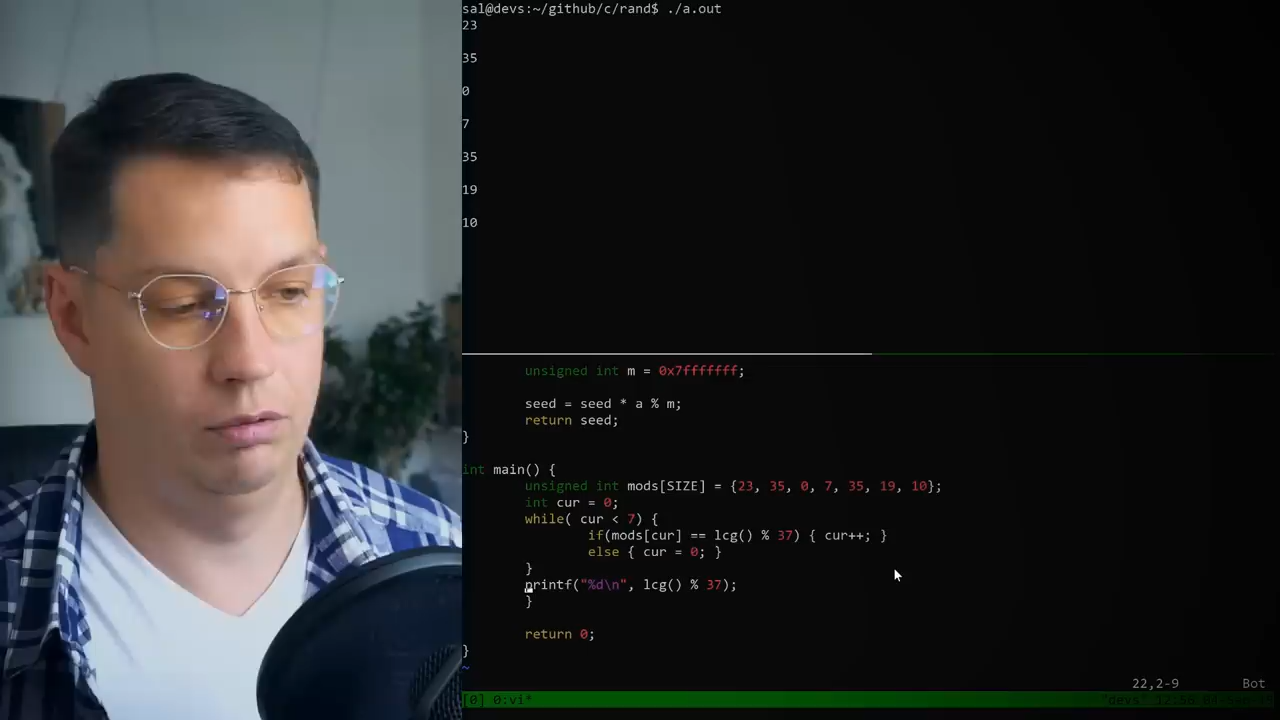 sal@devs:~/github/c/rand$ ./a.out
23
35
0
7
35
19
10
unsigned int m = 0x7fffffff;
seed = seed * a % m;
return seed;
}
int main() {
unsigned int mods[SIZE] = {23, 35, 0, 7, 35, 19, 10};
int cur = 0;
while( cur < 7) {
if(mods[cur] == lcg() % 37) { cur++; }
else { cur = 0; }
}
printf("%d\n", lcg() % 37);
}
return 0;
}
~
22,2-9 Bot
[0] 0:vi*